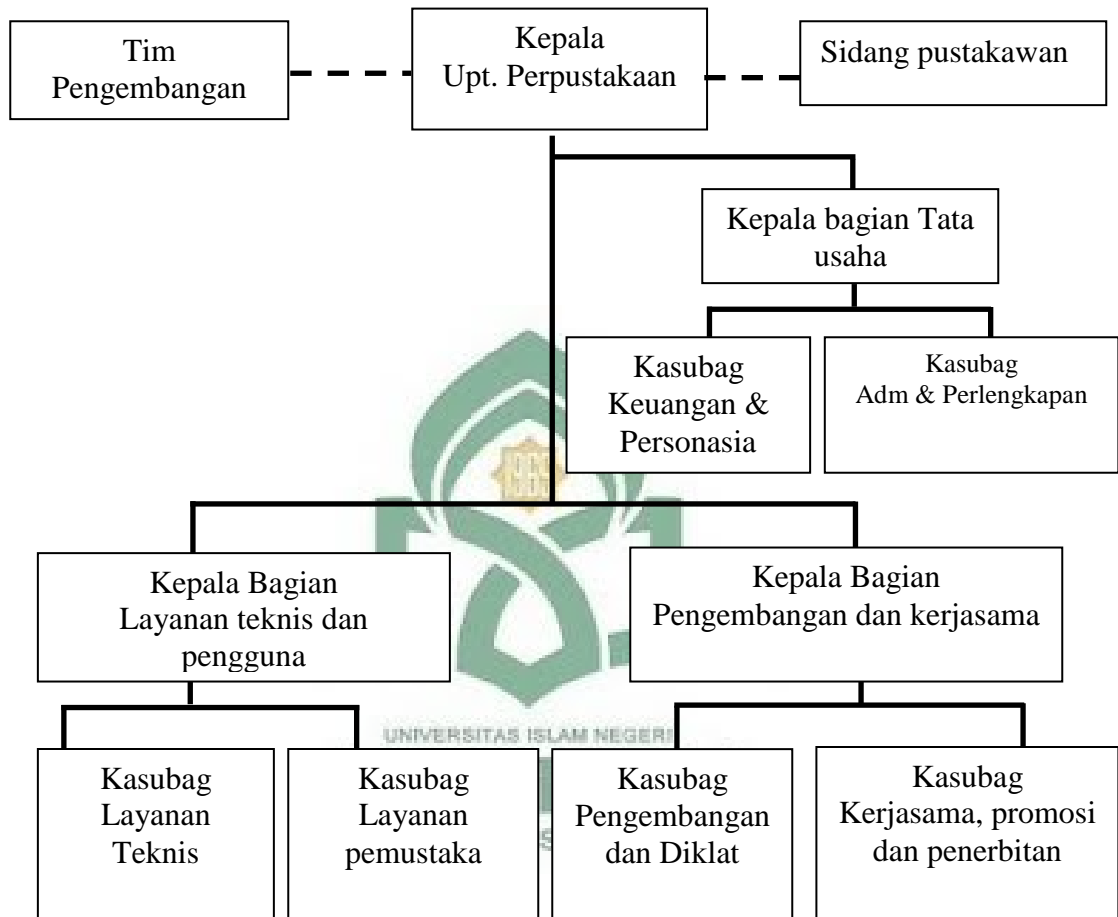 Tim
Pengembangan
Kepala
Upt. Perpustakaan
Sidang pustakawan
Kepala bagian Tata
usaha
Kasubag
Keuangan &
Personasia
Kasubag
Adm & Perlengkapan
Kepala Bagian
Layanan teknis dan
pengguna
Kepala Bagian
Pengembangan dan kerjasama
UNIVERSITAS ISLAM NEGERI
Kasubag
Layanan
Teknis
Kasubag
Layanan
pemustaka
Kasubag
Pengembangan
dan Diklat
Kasubag
Kerjasama, promosi
dan penerbitan